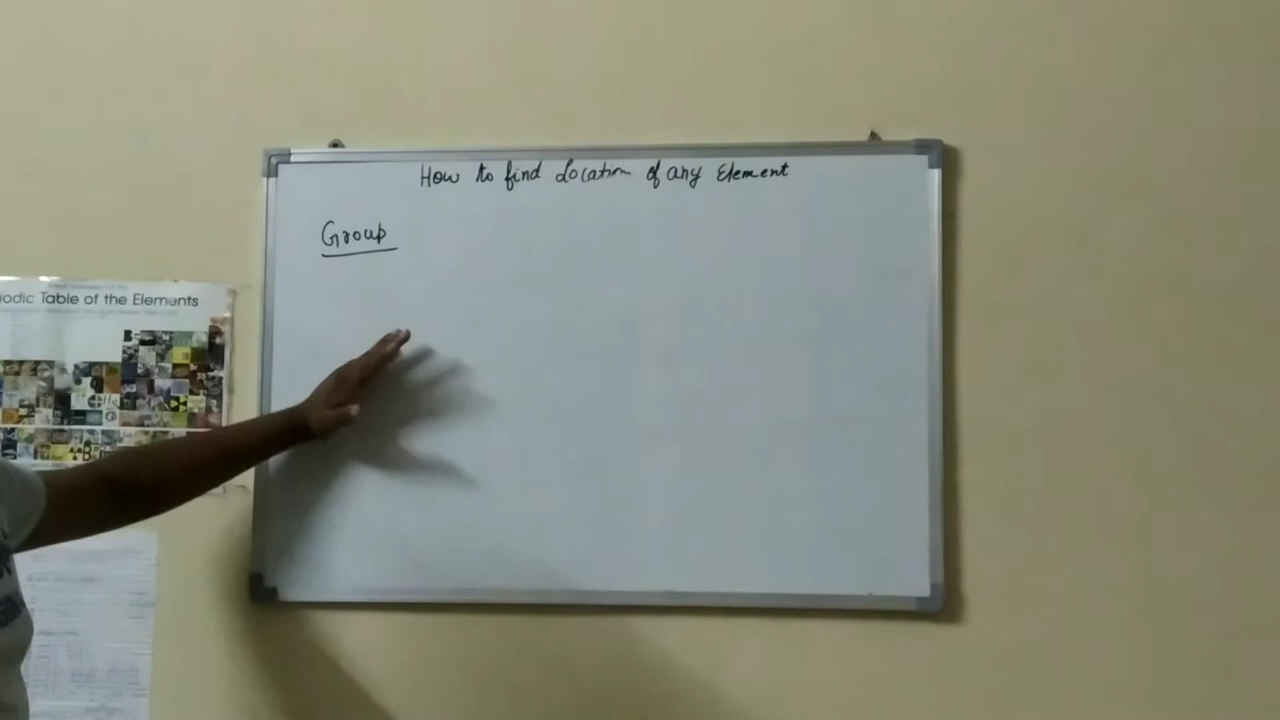 How to find Location of any Element
Group
iodic Table of the Elements